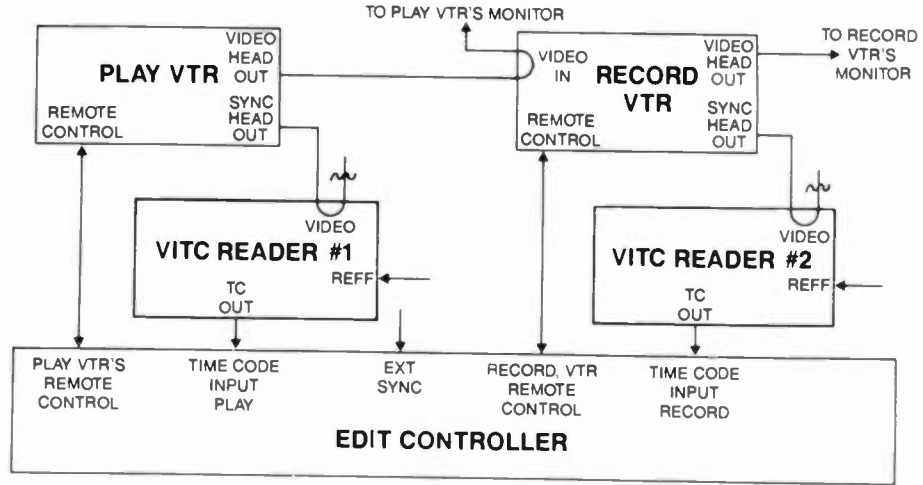 TO PLAY VTR'S MONITOR
VIDEO
HEAD
OUT
PLAY VTR
SYNC
HEAD
OUT
REMOTE
CONTROL
VIDEO
IN
RECORD
VTR
VIDEO
HEAD
OUT
SYNC
HEAD
OUT
REMOTE
CONTROL
TO RECORD
VTR'S
MONITOR
VIDEO
VITC READER #1
REFF
TC
OUT
VIDEO
VITC READER #2
REFF
TC
OUT
PLAY VTR'S
REMOTE
CONTROL
TIME CODE
INPUT
PLAY
EXT
SYNC
RECORD, VTR
REMOTE
CONTROL
TIME CODE
INPUT
RECORD
EDIT CONTROLLER